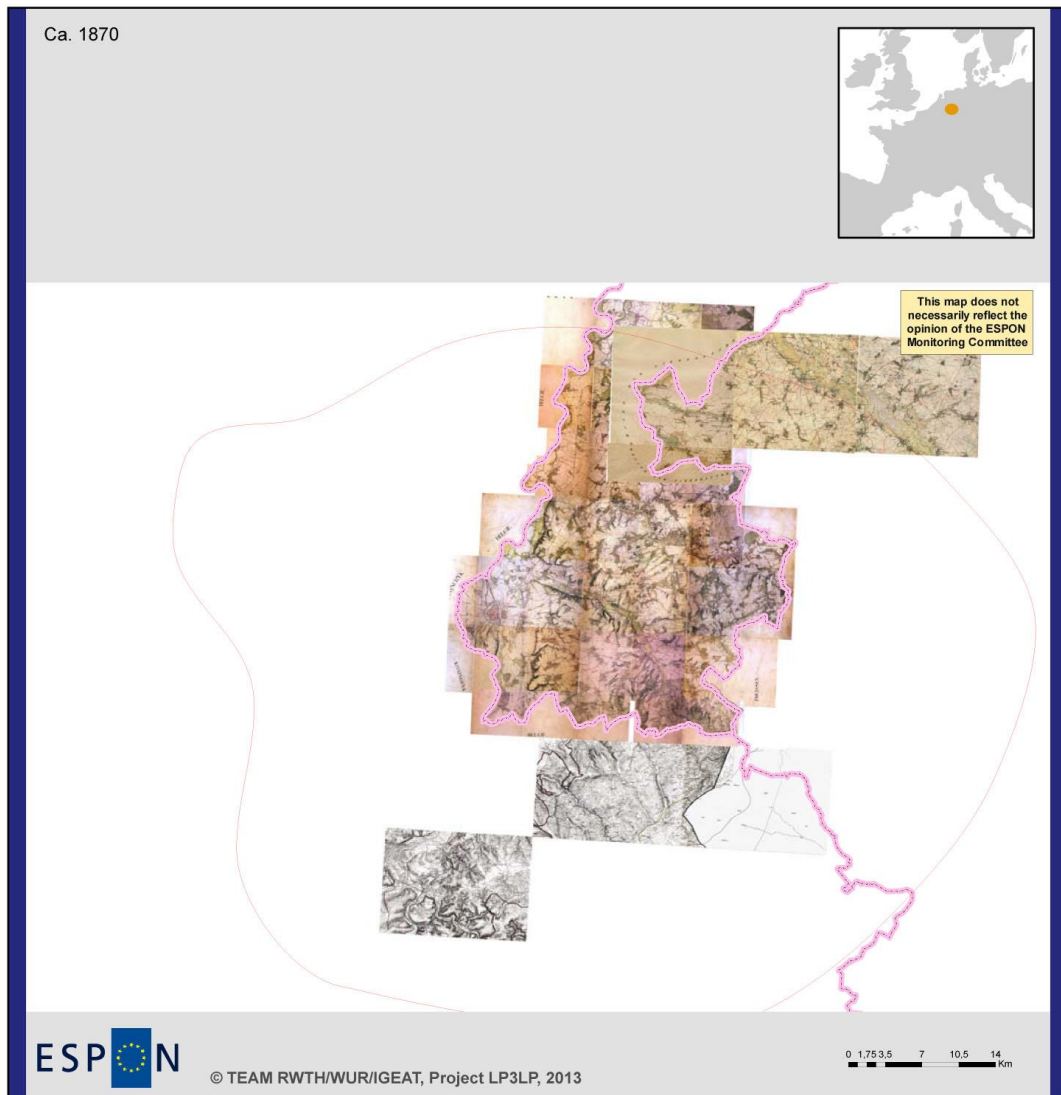 Ca. 1870
This map does not
necessarily reflect the
opinion of the ESPON
Monitoring Committee
ESPON
© TEAM RWTH/WUR/IGEAT, Project LP3LP, 2013
0 1,75 3,5 7 10,5 14
Km